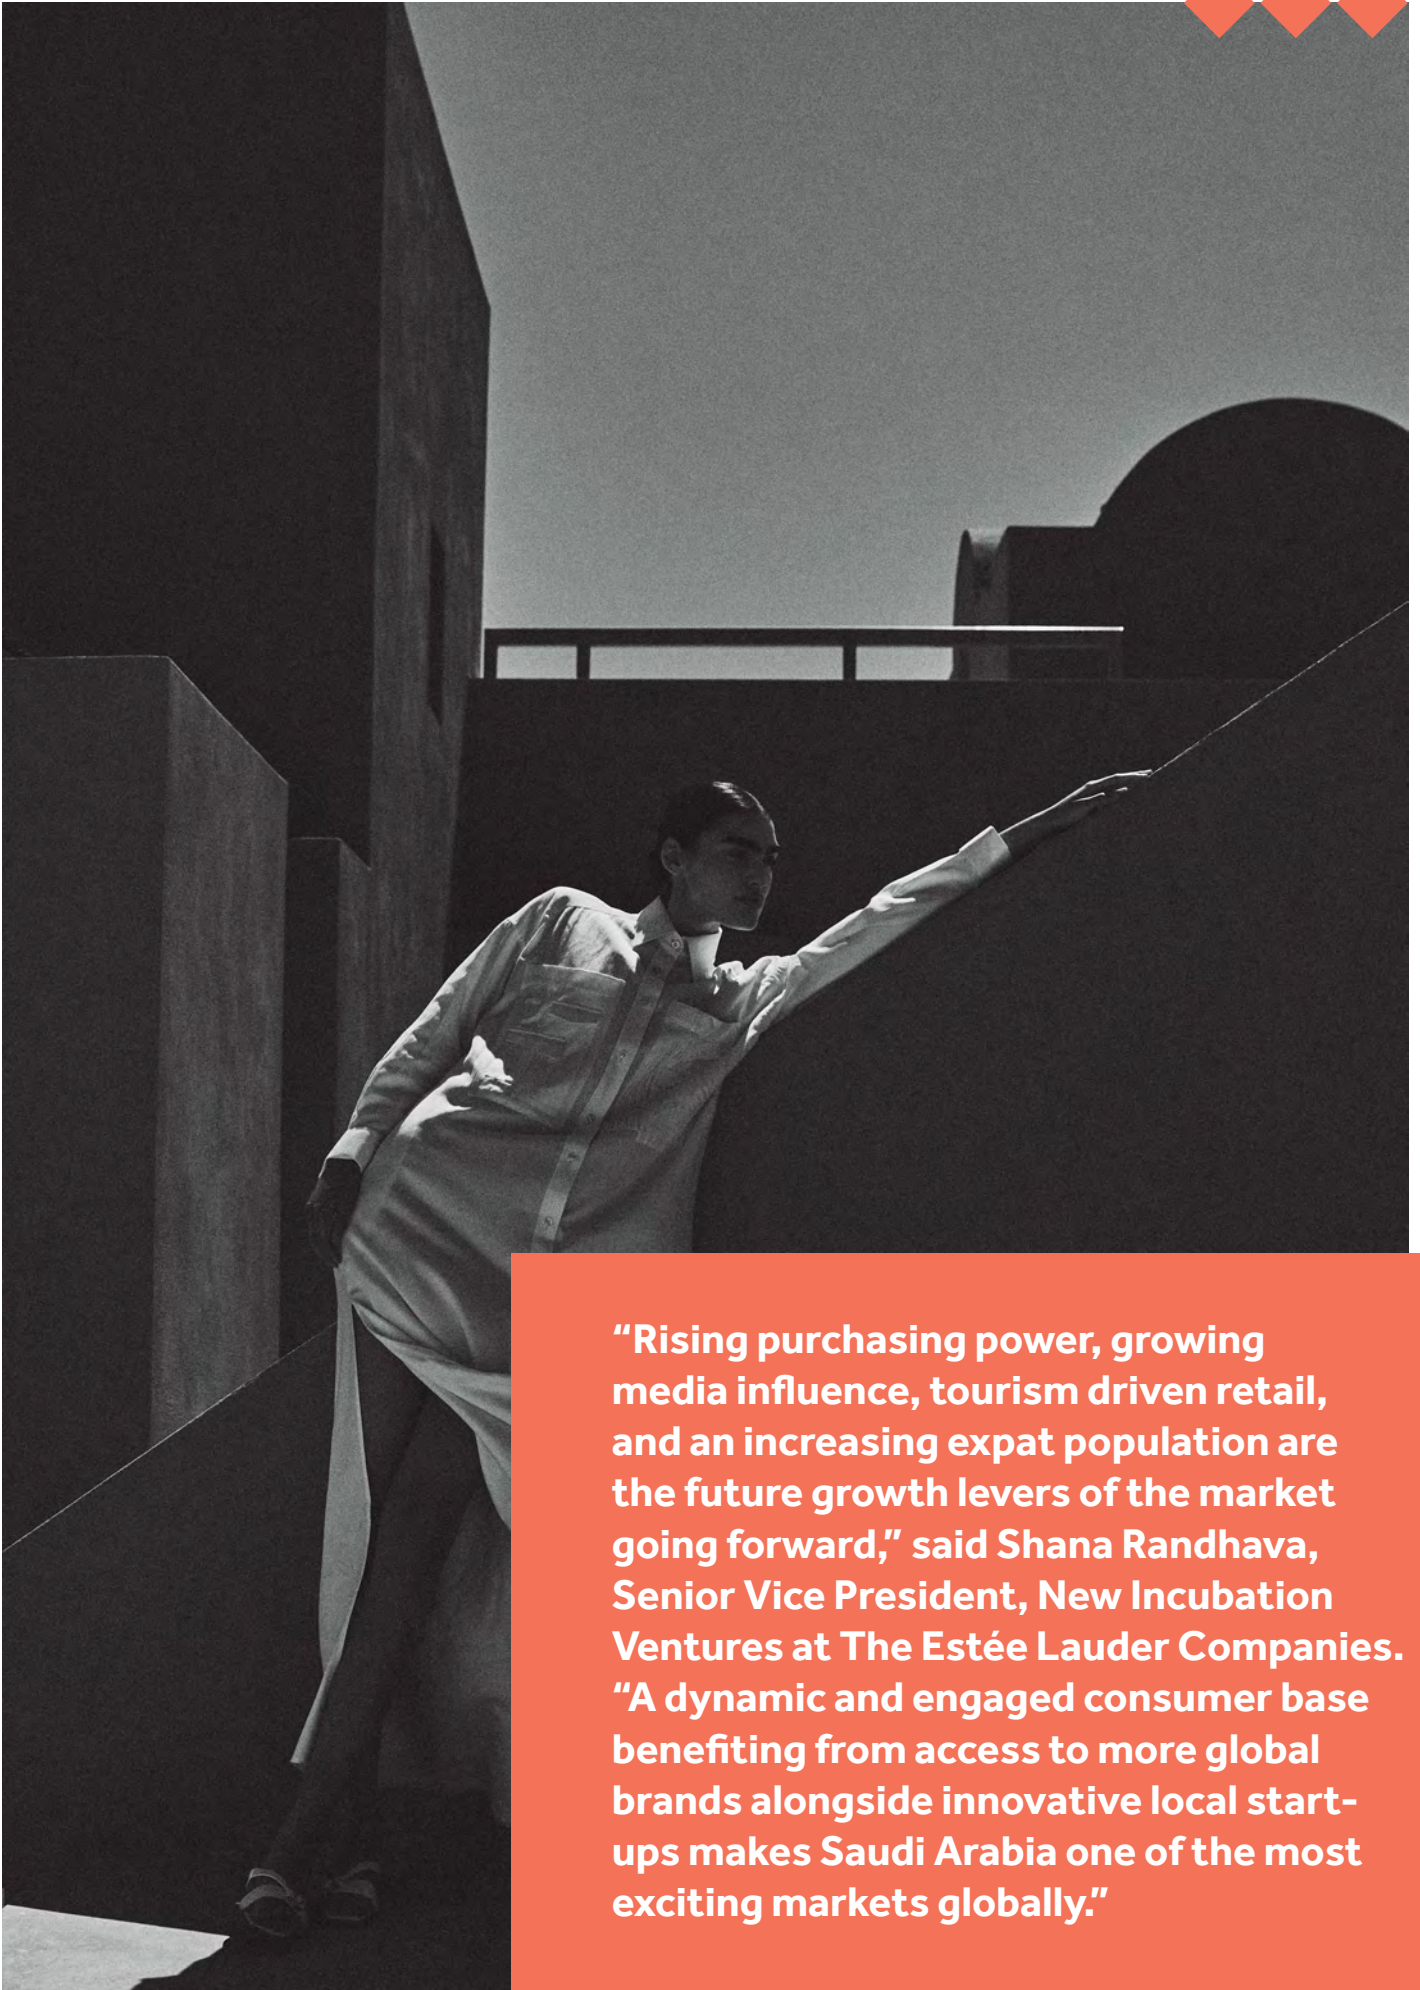 “Rising purchasing power, growing
media influence, tourism driven retail,
and an increasing expat population are
the future growth levers of the market
going forward,” said Shana Randhava,
Senior Vice President, New Incubation
Ventures at The Estée Lauder Companies.
“A dynamic and engaged consumer base
benefiting from access to more global
brands alongside innovative local start-
ups makes Saudi Arabia one of the most
exciting markets globally.”